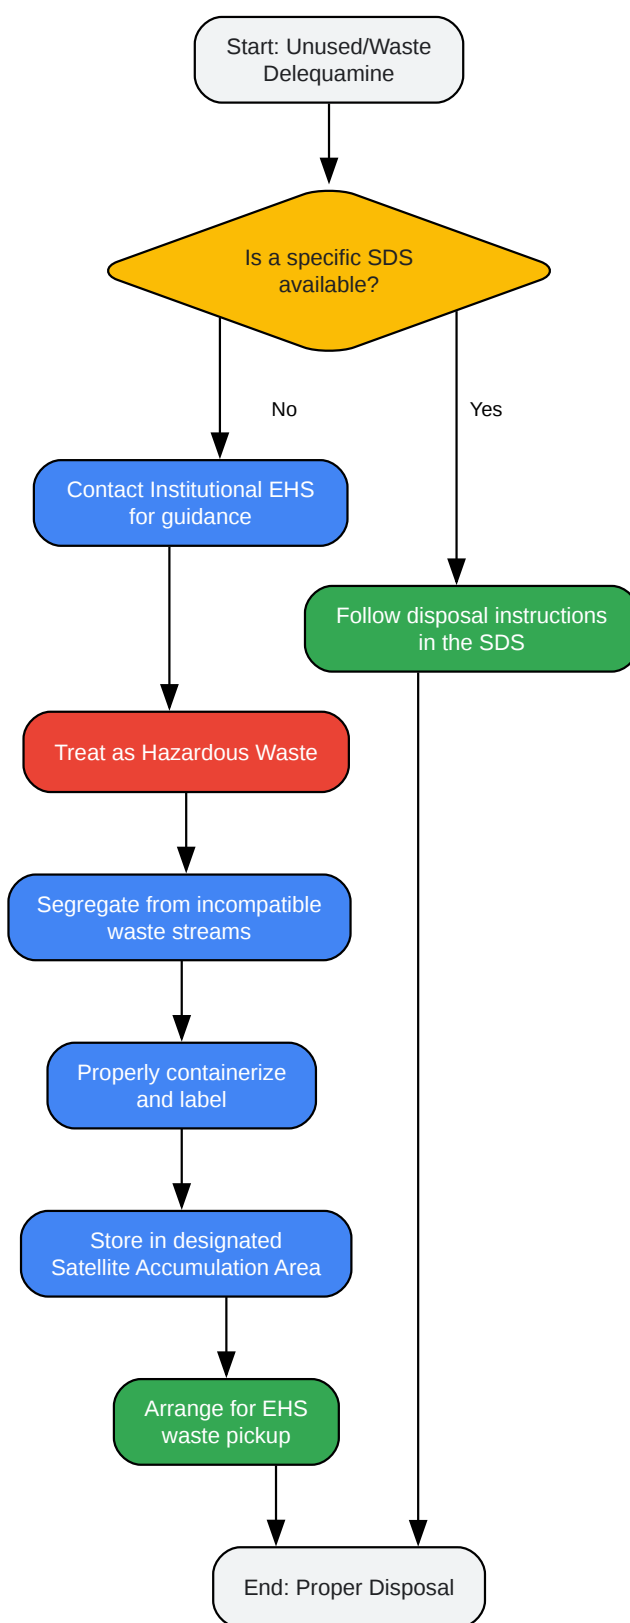 Start: Unused/Waste
Delequamine
Is a specific SDS
available?
No
Yes
Contact Institutional EHS
for guidance
Follow disposal instructions
in the SDS
Treat as Hazardous Waste
Segregate from incompatible
waste streams
Properly containerize
and label
Store in designated
Satellite Accumulation Area
Arrange for EHS
waste pickup
End: Proper Disposal